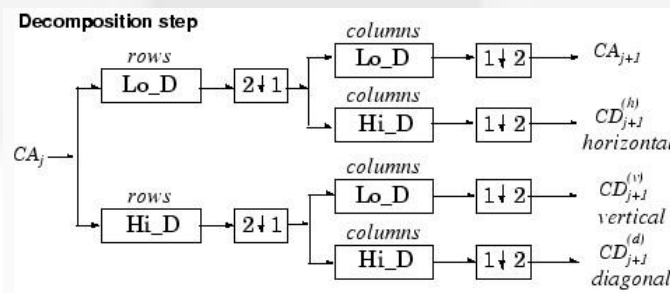 Decomposition step
columns
rows
Lo_D
1↓2
CA_{j+1}
Lo_D
2↓1
columns
Hi_D
1↓2
CD_{j+1}^{(h)}
horizontal
CA_j
columns
rows
Lo_D
1↓2
CD_{j+1}^{(v)}
vertical
Hi_D
2↓1
columns
Hi_D
1↓2
CD_{j+1}^{(d)}
diagonal